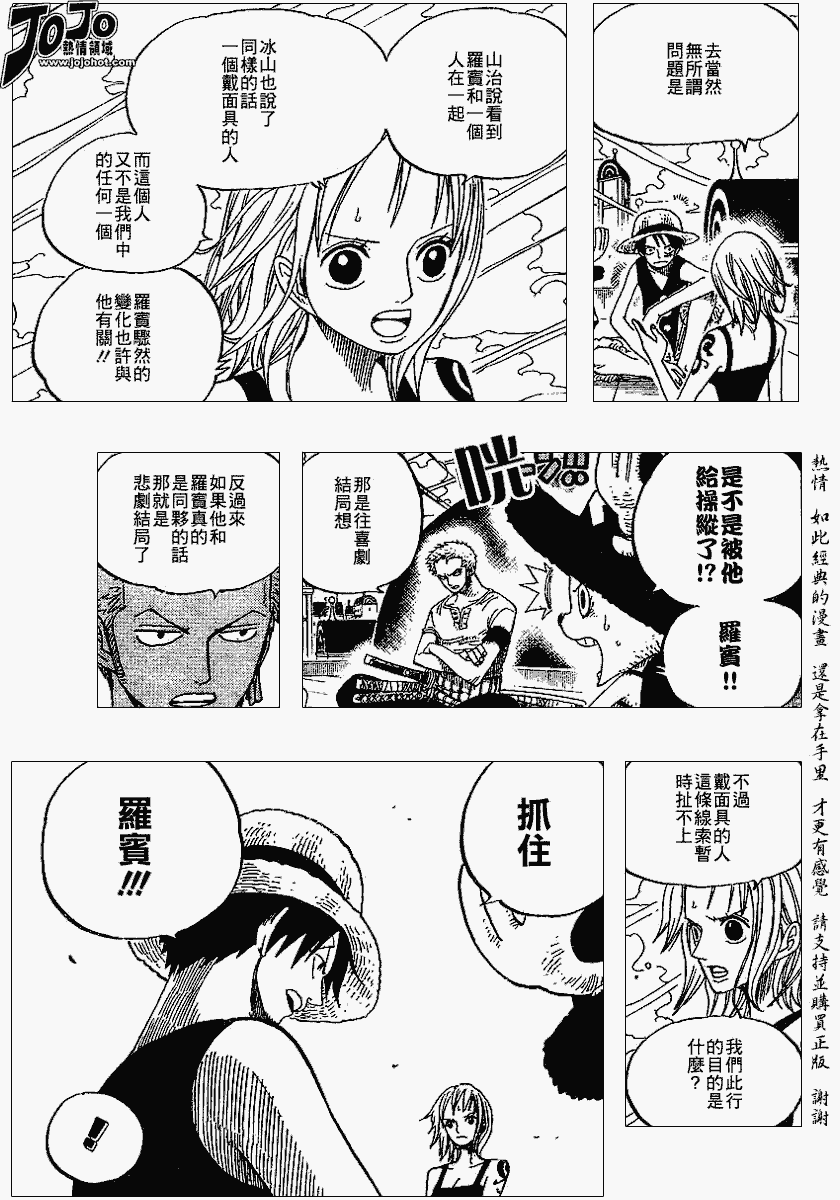 JOJO
熱情領域
www.jojohot.com
去當然
無所謂
問題是
山治說看到
羅賓和一個
人在一起
冰山也說了
同樣的話
一個戴面具的人
而這個人
又不是我們中
的任何一個
羅賓驟然的
變化也許與
他有關!!
是不是被他
給操縱了!?
羅賓!!
那是往喜劇
結局想
反過來
如果他和
羅賓真的
是同夥的話
那就是
悲劇結局了
不過
戴面具的人
這條線索暫
時扯不上
我們此行
的目的是
什麼?
抓住
羅賓!!!
!
熱情 如此經典的漫畫 還是拿在手里 才更有感覺 請支持並購買正版 謝謝